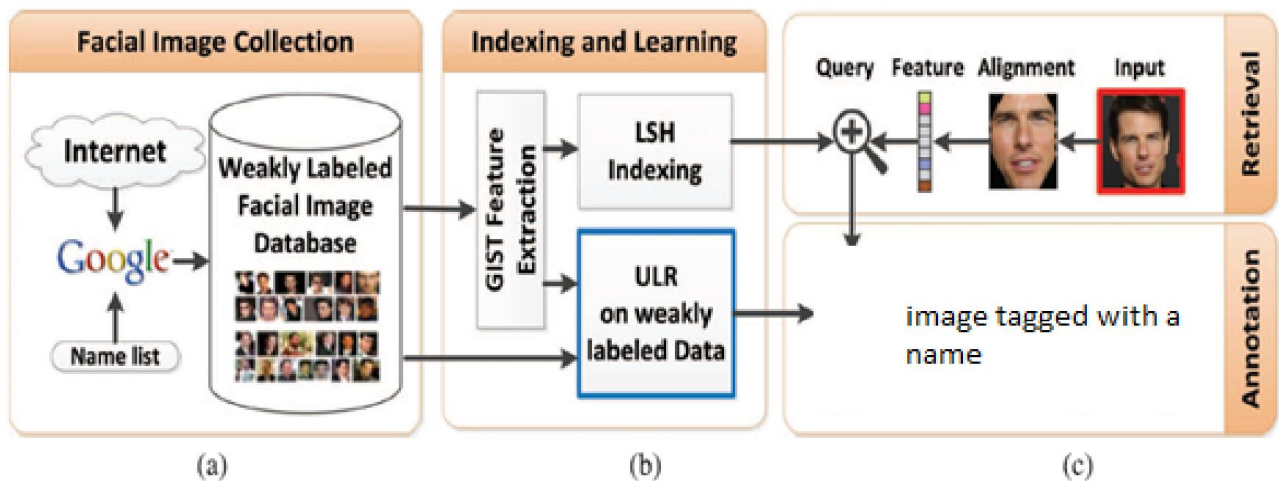 Facial Image Collection
Internet
Google
Name list
Weakly Labeled
Facial Image
Database
(a)
Indexing and Learning
GIST Feature
Extraction
LSH
Indexing
ULR
on weakly
labeled Data
(b)
Query
Feature
Alignment
Input
Retrieval
image tagged with a
name
Annotation
(c)